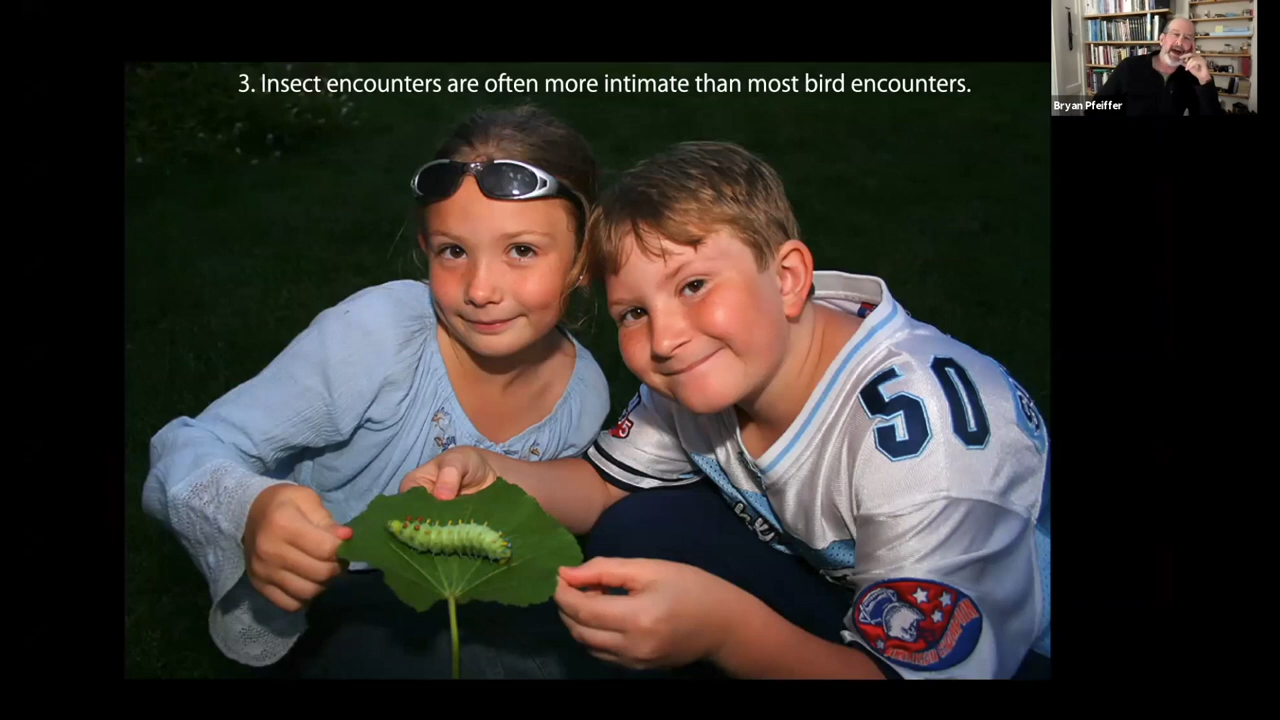 3. Insect encounters are often more intimate than most bird encounters.
Bryan Pfeiffer
50